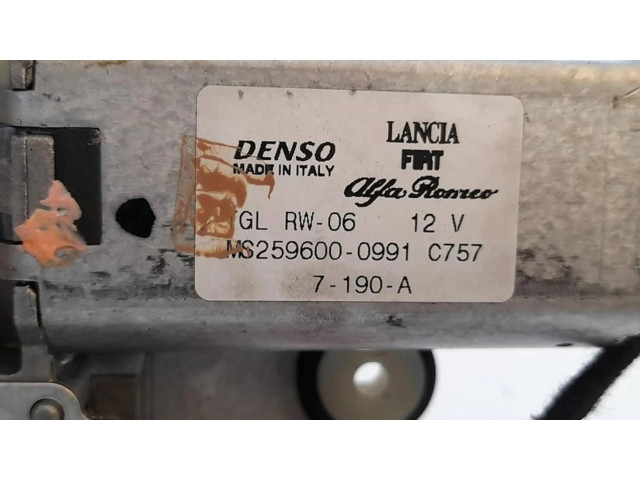 DENSO
MADE IN ITALY
LANCIA
FIAT
Alfa Romeo
GL RW-06 12 V
MS259600-0991 C757
7-190-A